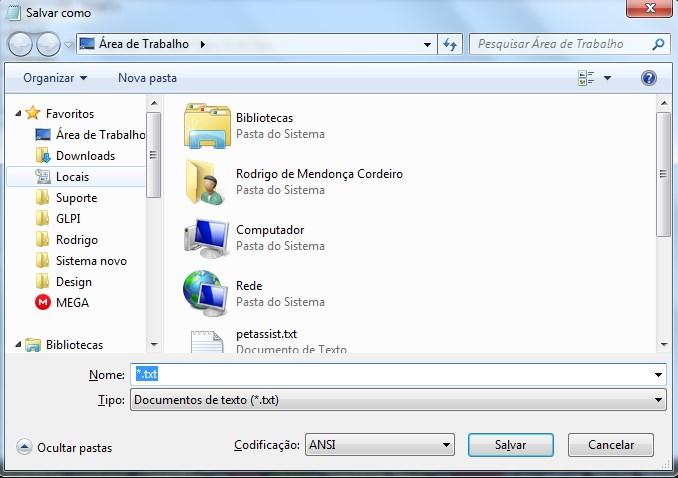 Salvar como
Área de Trabalho
Pesquisar Área de Trabalho
Organizar
Nova pasta
Favoritos
Área de Trabalho
Downloads
Locais
Suporte
GLPI
Rodrigo
Sistema novo
Design
MEGA
Bibliotecas
Bibliotecas
Pasta do Sistema
Rodrigo de Mendonça Cordeiro
Pasta do Sistema
Computador
Pasta do Sistema
Rede
Pasta do Sistema
petassist.txt
Documento de Texto
Nome: *.txt
Tipo: Documentos de texto (*.txt)
Ocultar pastas
Codificação: ANSI
Salvar
Cancelar